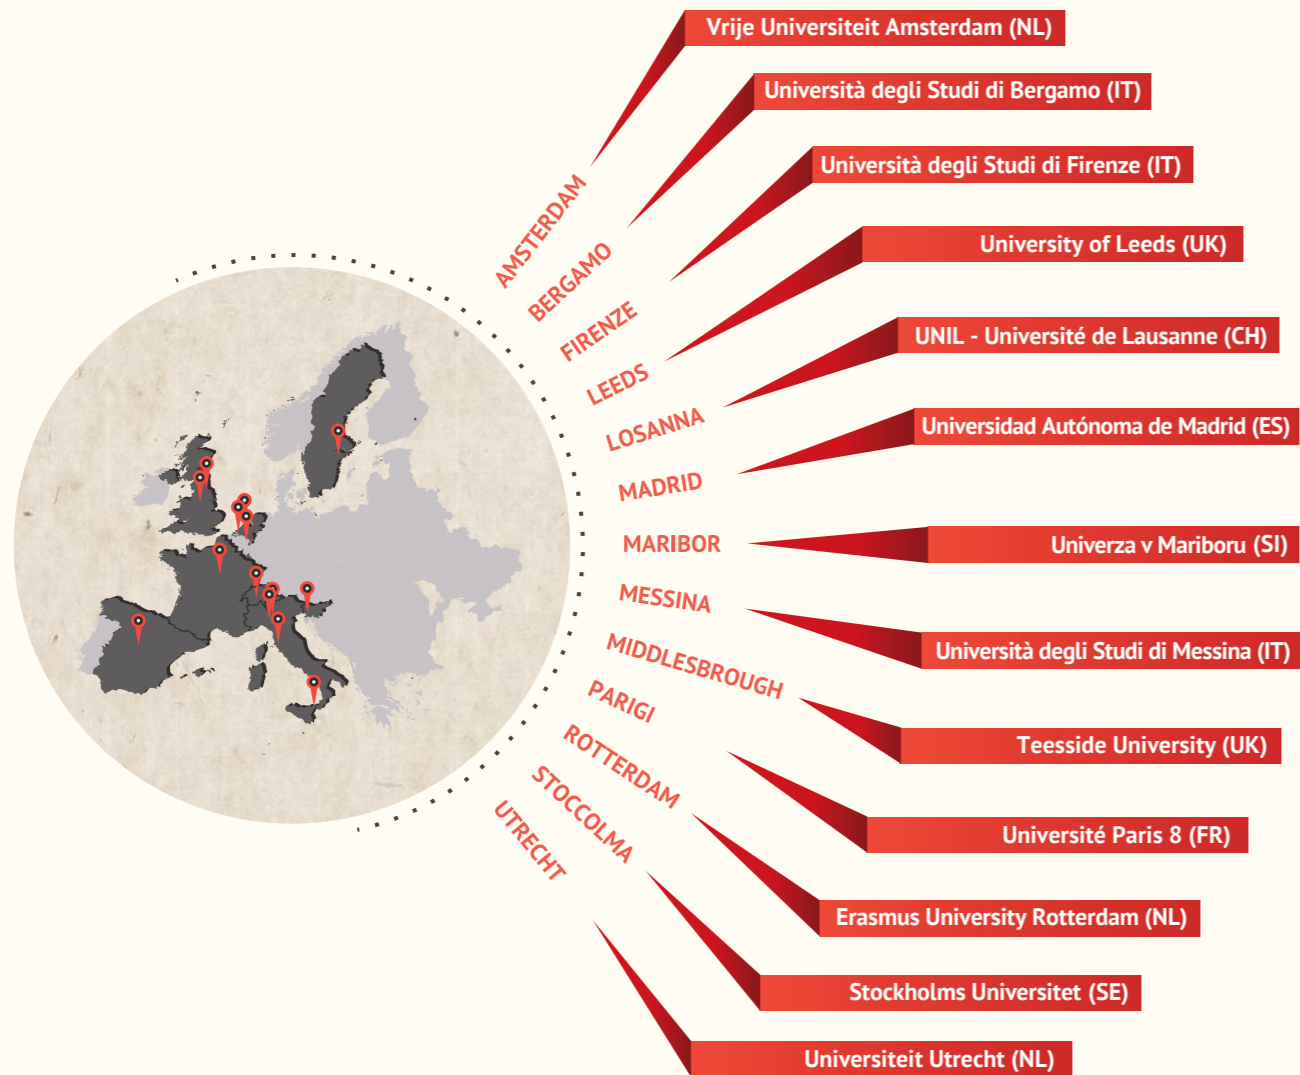 Vrije Universiteit Amsterdam (NL)
AMSTERDAM
Università degli Studi di Bergamo (IT)
BERGAMO
Università degli Studi di Firenze (IT)
FIRENZE
University of Leeds (UK)
LEEDS
UNIL - Université de Lausanne (CH)
LOSANNA
Universidad Autónoma de Madrid (ES)
MADRID
Univerza v Mariboru (SI)
MARIBOR
Università degli Studi di Messina (IT)
MESSINA
Teesside University (UK)
MIDDLESBROUGH
Université Paris 8 (FR)
PARIGI
Erasmus University Rotterdam (NL)
ROTTERDAM
Stockholms Universitet (SE)
STOCCOLMA
Universiteit Utrecht (NL)
UTRECHT